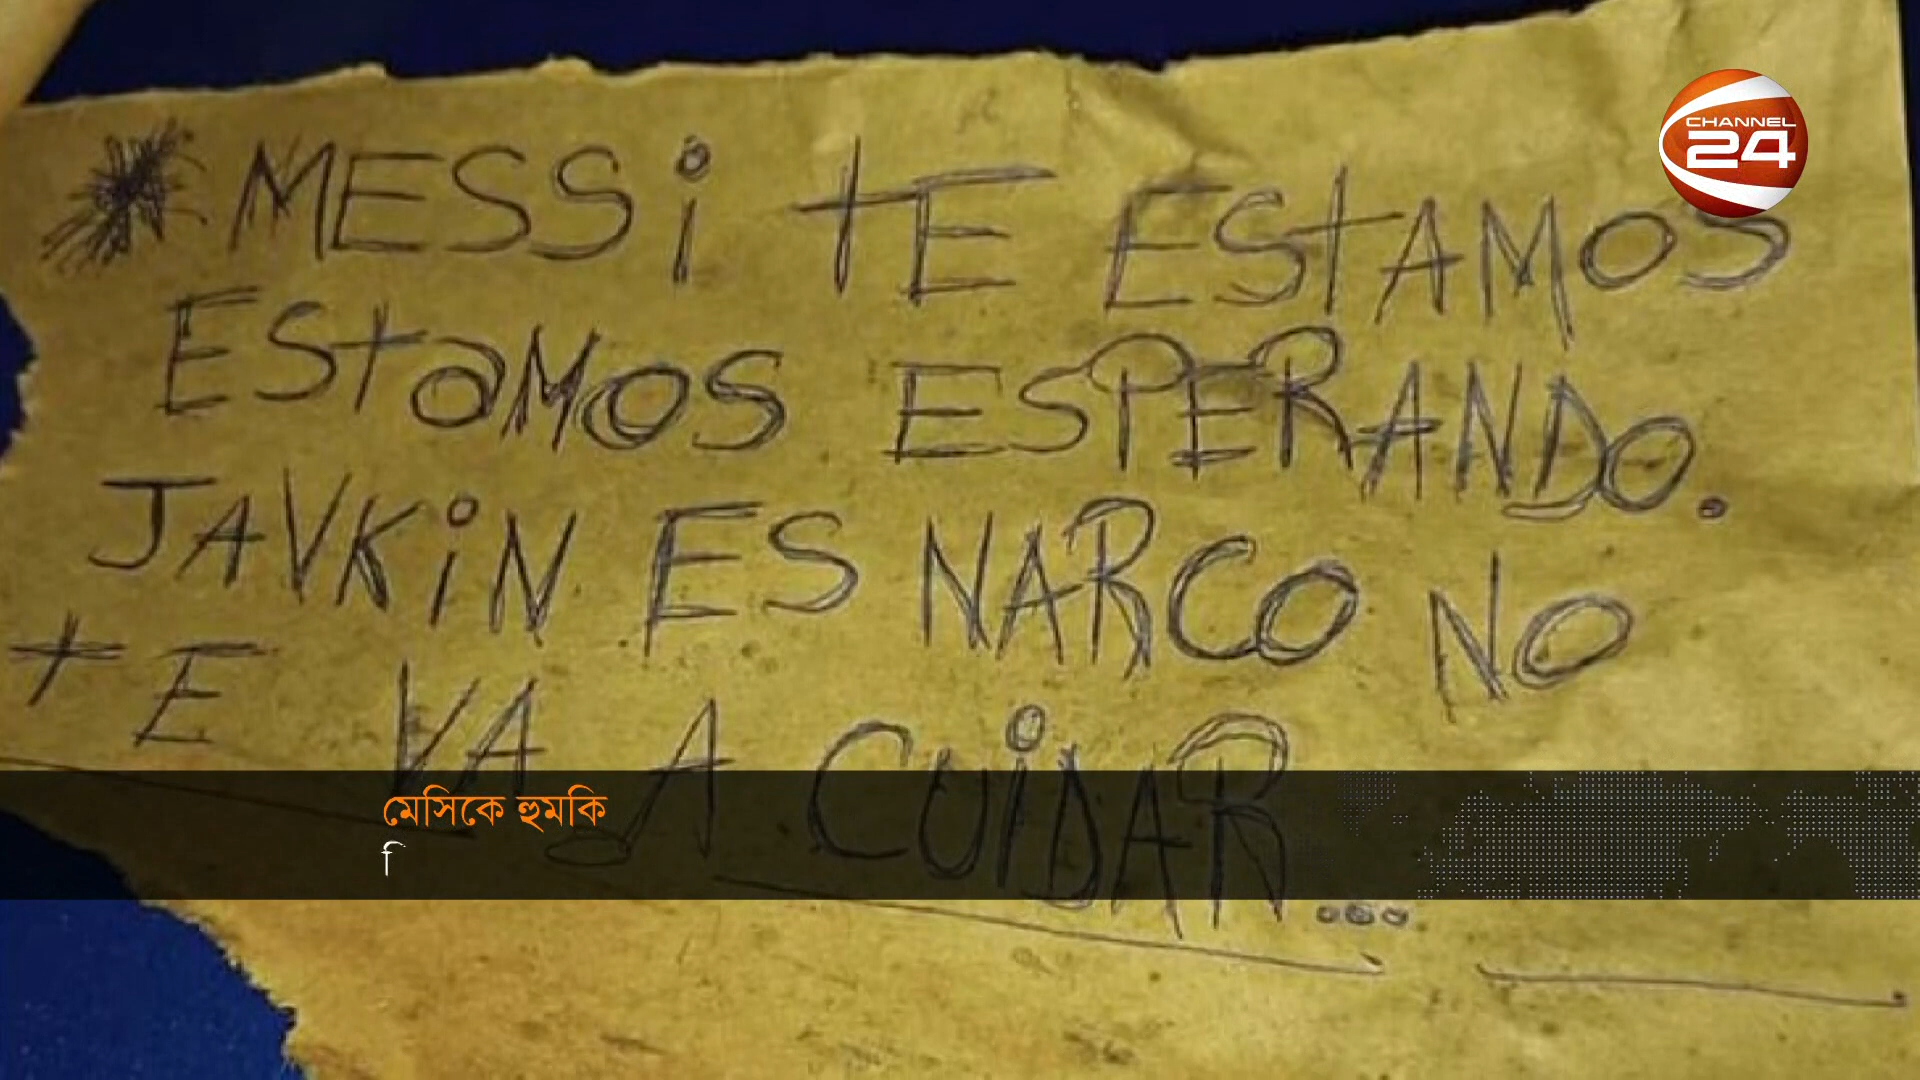 CHANNEL
24
*MESSi tE EStAMOS
EStaMOS ESPERANDO.
JAVKiN ES NARCO NO
tE VA A CUiDAR...
মেসিকে হুমকি